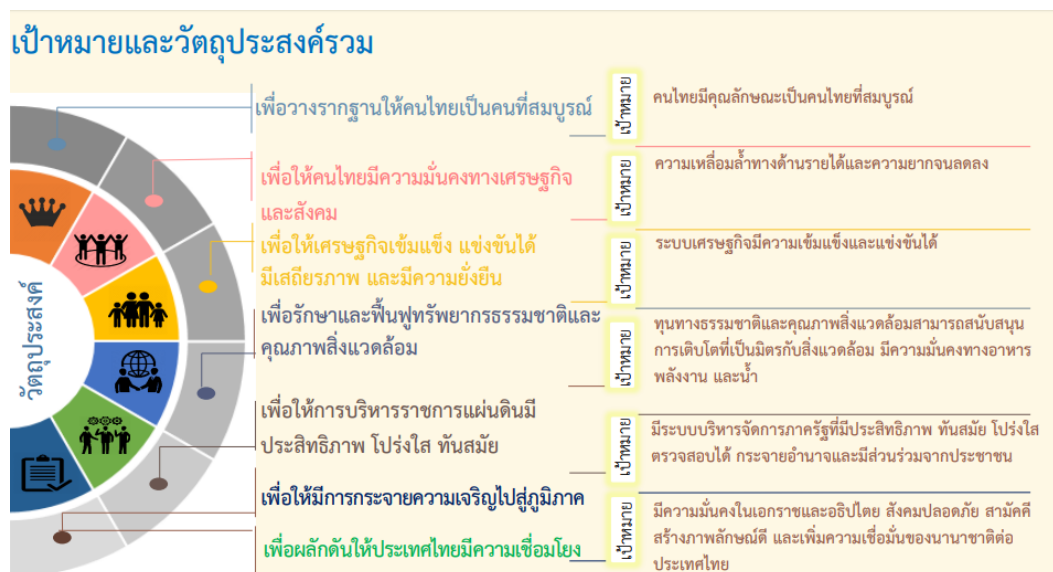 เป้าหมายและวัตถุประสงค์รวม
วัตถุประสงค์
เพื่อวางรากฐานให้คนไทยเป็นคนที่สมบูรณ์
เป้าหมาย
คนไทยมีคุณลักษณะเป็นคนไทยที่สมบูรณ์
เพื่อให้คนไทยมีความมั่นคงทางเศรษฐกิจ
และสังคม
เป้าหมาย
ความเหลื่อมล้ำทางด้านรายได้และความยากจนลดลง
เพื่อให้เศรษฐกิจเข้มแข็ง แข่งขันได้
มีเสถียรภาพ และมีความยั่งยืน
เป้าหมาย
ระบบเศรษฐกิจมีความเข้มแข็งและแข่งขันได้
เพื่อรักษาและฟื้นฟูทรัพยากรธรรมชาติและ
คุณภาพสิ่งแวดล้อม
เป้าหมาย
ทุนทางธรรมชาติและคุณภาพสิ่งแวดล้อมสามารถสนับสนุน
การเติบโตที่เป็นมิตรกับสิ่งแวดล้อม มีความมั่นคงทางอาหาร
พลังงาน และน้ำ
เพื่อให้การบริหารราชการแผ่นดินมี
ประสิทธิภาพ โปร่งใส ทันสมัย
เป้าหมาย
มีระบบบริหารจัดการภาครัฐที่มีประสิทธิภาพ ทันสมัย โปร่งใส
ตรวจสอบได้ กระจายอำนาจและมีส่วนร่วมจากประชาชน
เพื่อให้มีการกระจายความเจริญไปสู่ภูมิภาค
เพื่อผลักดันให้ประเทศไทยมีความเชื่อมโยง
เป้าหมาย
มีความมั่นคงในเอกราชและอธิปไตย สังคมปลอดภัย สามัคคี
สร้างภาพลักษณ์ดี และเพิ่มความเชื่อมั่นของนานาชาติต่อ
ประเทศไทย